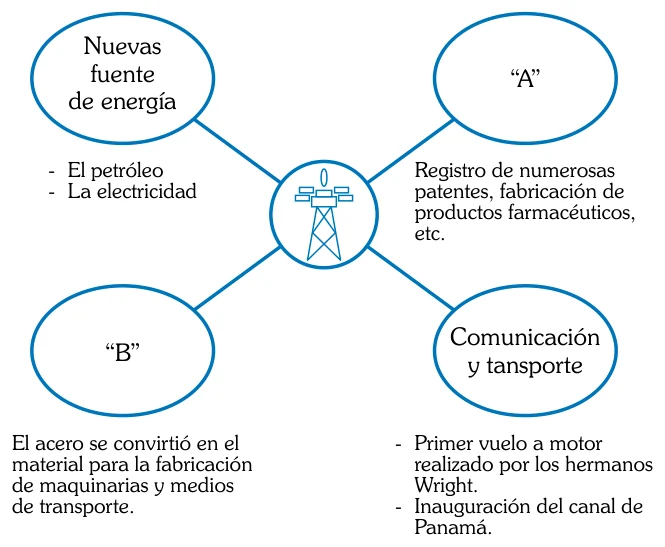 Nuevas
fuente
de energía
- El petróleo
- La electricidad
“A”
Registro de numerosas
patentes, fabricación de
productos farmacéuticos,
etc.
“B”
El acero se convirtió en el
material para la fabricación
de maquinarias y medios
de transporte.
Comunicación
y tansporte
- Primer vuelo a motor
realizado por los hermanos
Wright.
- Inauguración del canal de
Panamá.